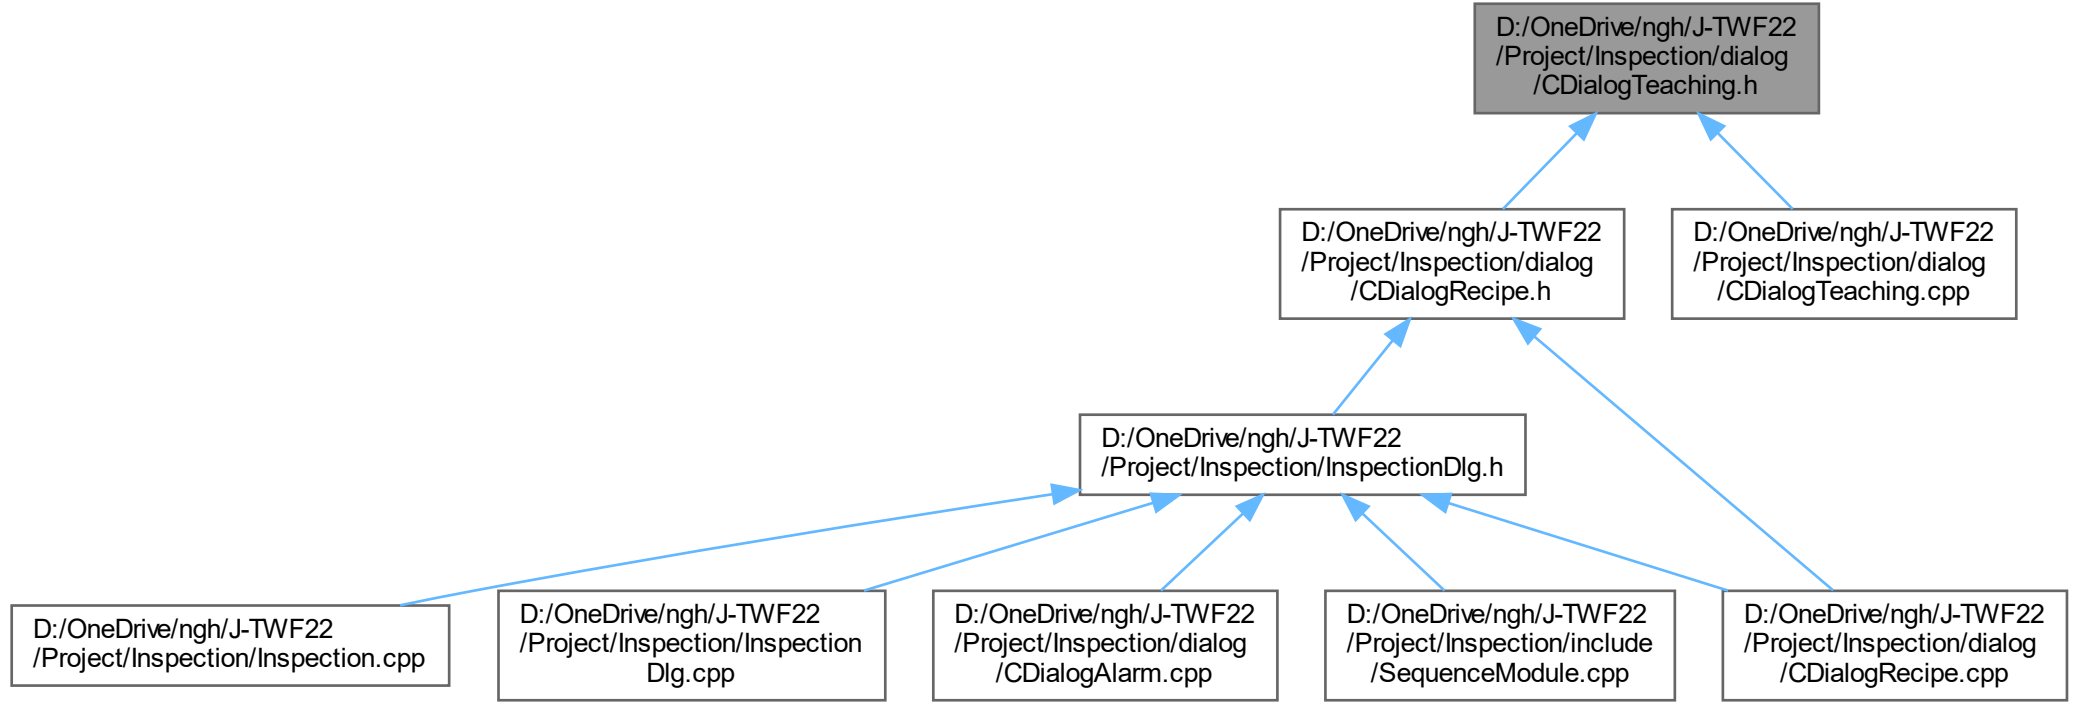 D:/OneDrive/ngh/J-TWF22
/Project/Inspection/dialog
/CDialogTeaching.h
D:/OneDrive/ngh/J-TWF22
/Project/Inspection/dialog
/CDialogRecipe.h
D:/OneDrive/ngh/J-TWF22
/Project/Inspection/dialog
/CDialogTeaching.cpp
D:/OneDrive/ngh/J-TWF22
/Project/Inspection/InspectionDlg.h
D:/OneDrive/ngh/J-TWF22
/Project/Inspection/Inspection.cpp
D:/OneDrive/ngh/J-TWF22
/Project/Inspection/Inspection
Dlg.cpp
D:/OneDrive/ngh/J-TWF22
/Project/Inspection/dialog
/CDialogAlarm.cpp
D:/OneDrive/ngh/J-TWF22
/Project/Inspection/include
/SequenceModule.cpp
D:/OneDrive/ngh/J-TWF22
/Project/Inspection/dialog
/CDialogRecipe.cpp